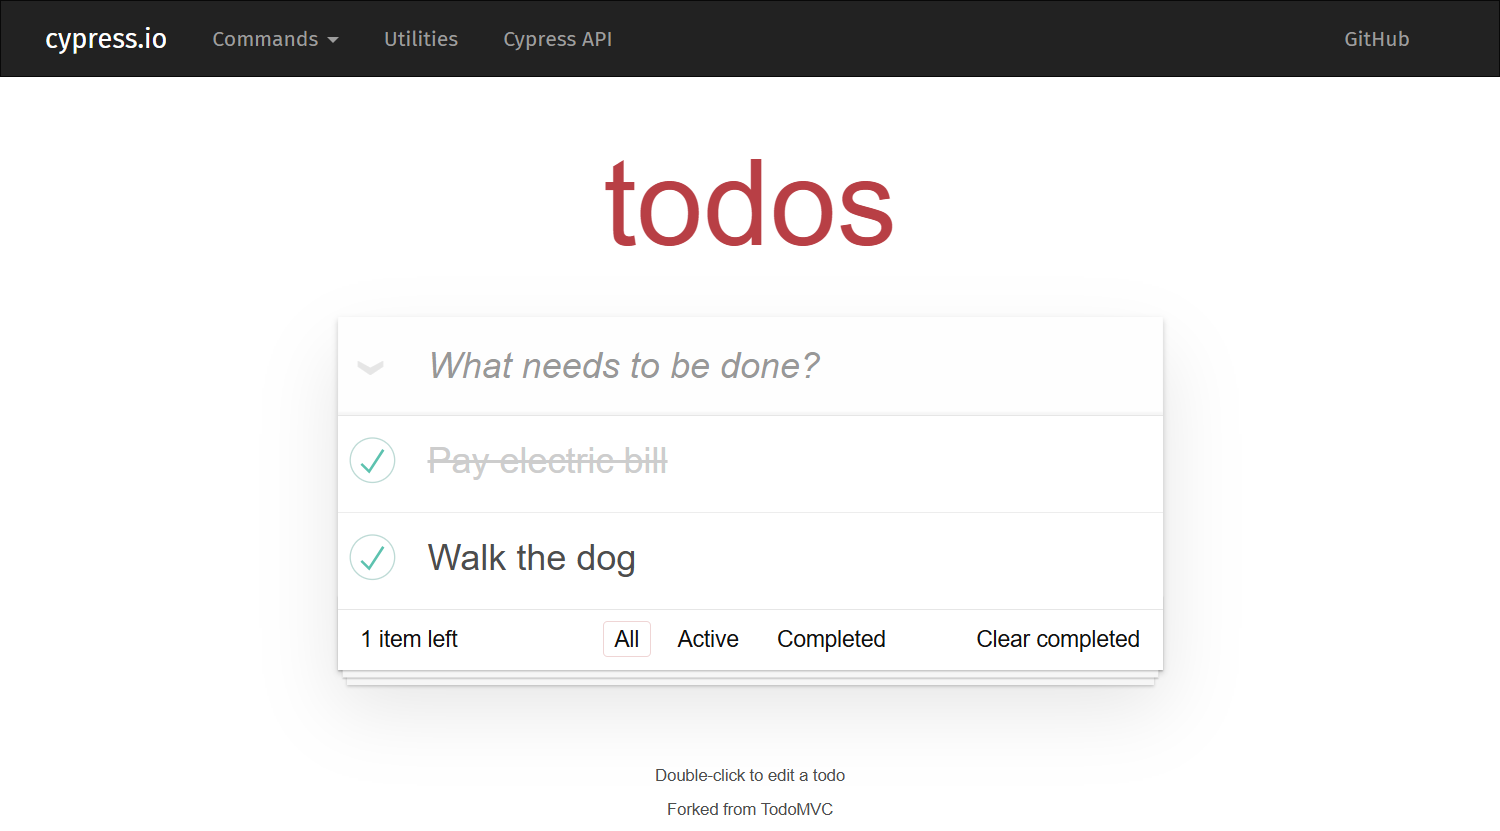 cypress.io Commands Utilities Cypress API GitHub
todos
What needs to be done?
Pay electric bill
Walk the dog
1 item left All Active Completed Clear completed
Double-click to edit a todo
Forked from TodoMVC